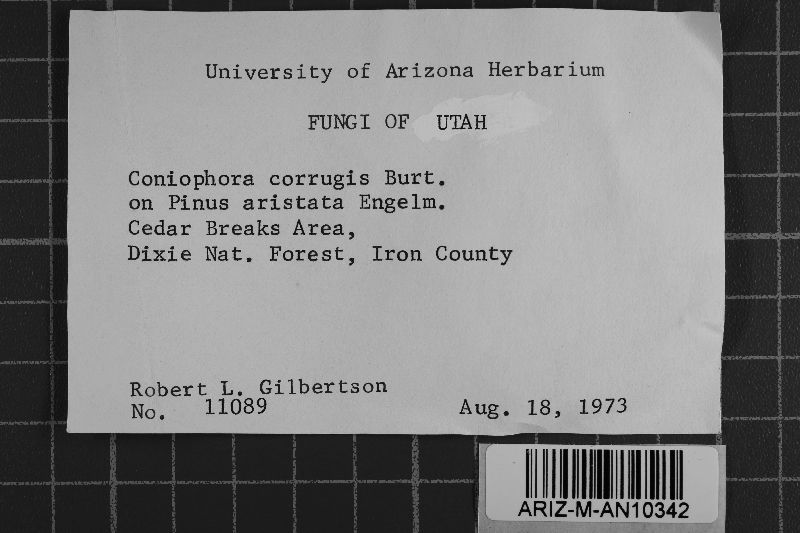 University of Arizona Herbarium
FUNGI OF UTAH
Coniophora corrugis Burt.
on Pinus aristata Engelm.
Cedar Breaks Area,
Dixie Nat. Forest, Iron County
Robert L. Gilbertson
No. 11089 Aug. 18, 1973
ARIZ-M-AN10342